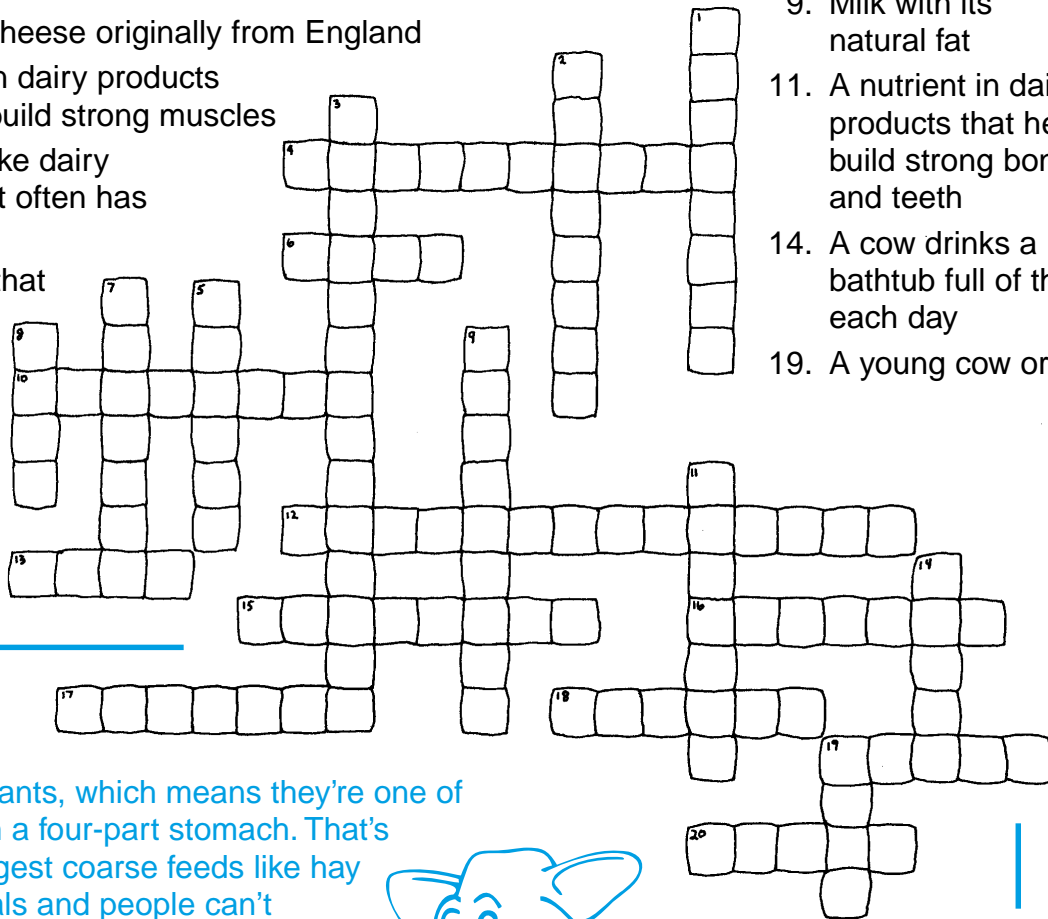 heese originally from England
n dairy products
build strong muscles
ke dairy
t often has
that
9. Milk with its
natural fat
11. A nutrient in dai
products that he
build strong bor
and teeth
14. A cow drinks a
bathtub full of th
each day
19. A young cow or
1
2
3
4
6
7
5
8
9
10
11
12
13
14
15
16
17
18
19
20
ants, which means they're one of
h a four-part stomach. That's
gest coarse feeds like hay
als and people can't